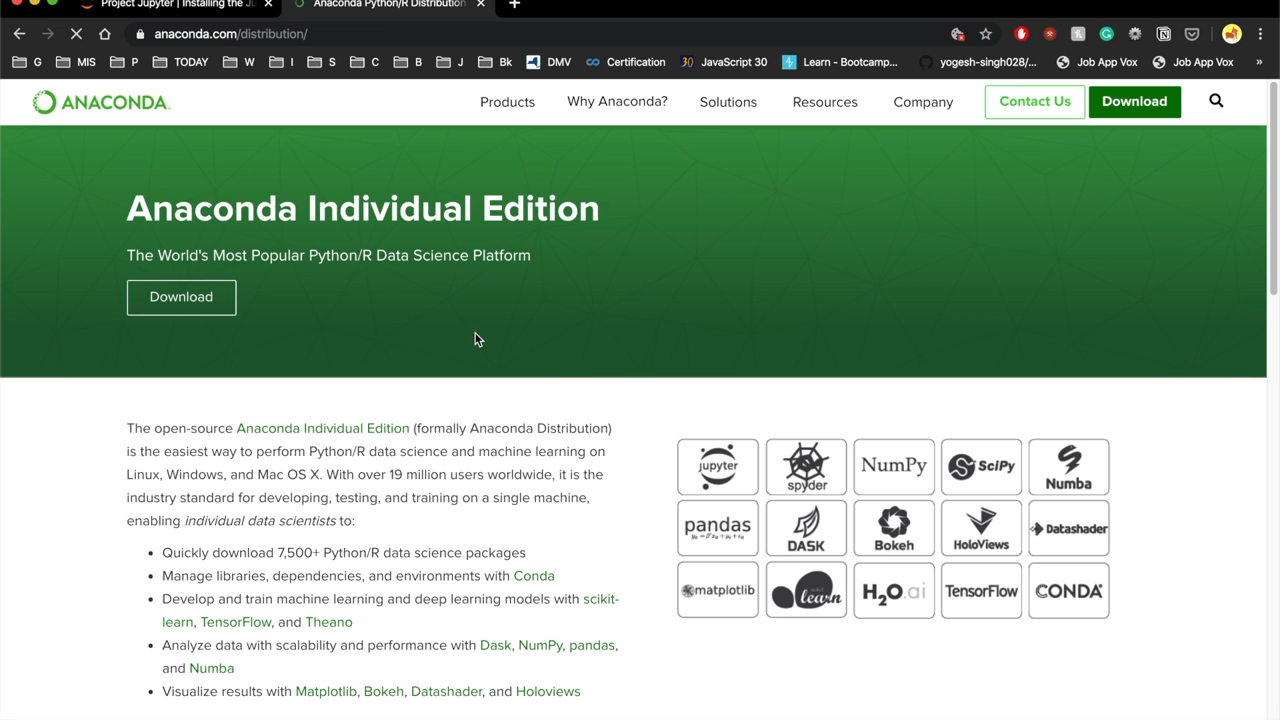 Project Jupyter | Installing the Ju
Anaconda Python/R Distribution
anaconda.com/distribution/
G MIS P TODAY W I S C B J Bk DMV Certification 30 JavaScript 30 Learn - Bootcamp... yogesh-singh028/... Job App Vox Job App Vox »
ANACONDA.
Products Why Anaconda? Solutions Resources Company Contact Us Download
Anaconda Individual Edition
The World's Most Popular Python/R Data Science Platform
Download
The open-source Anaconda Individual Edition (formally Anaconda Distribution)
is the easiest way to perform Python/R data science and machine learning on
Linux, Windows, and Mac OS X. With over 19 million users worldwide, it is the
industry standard for developing, testing, and training on a single machine,
enabling individual data scientists to:
• Quickly download 7,500+ Python/R data science packages
• Manage libraries, dependencies, and environments with Conda
• Develop and train machine learning and deep learning models with scikit-
learn, TensorFlow, and Theano
• Analyze data with scalability and performance with Dask, NumPy, pandas,
and Numba
• Visualize results with Matplotlib, Bokeh, Datashader, and Holoviews
jupyter spyder NumPy SciPy Numba
pandas DASK Bokeh HoloViews Datashader
matplotlib learn H2O.ai TensorFlow CONDA